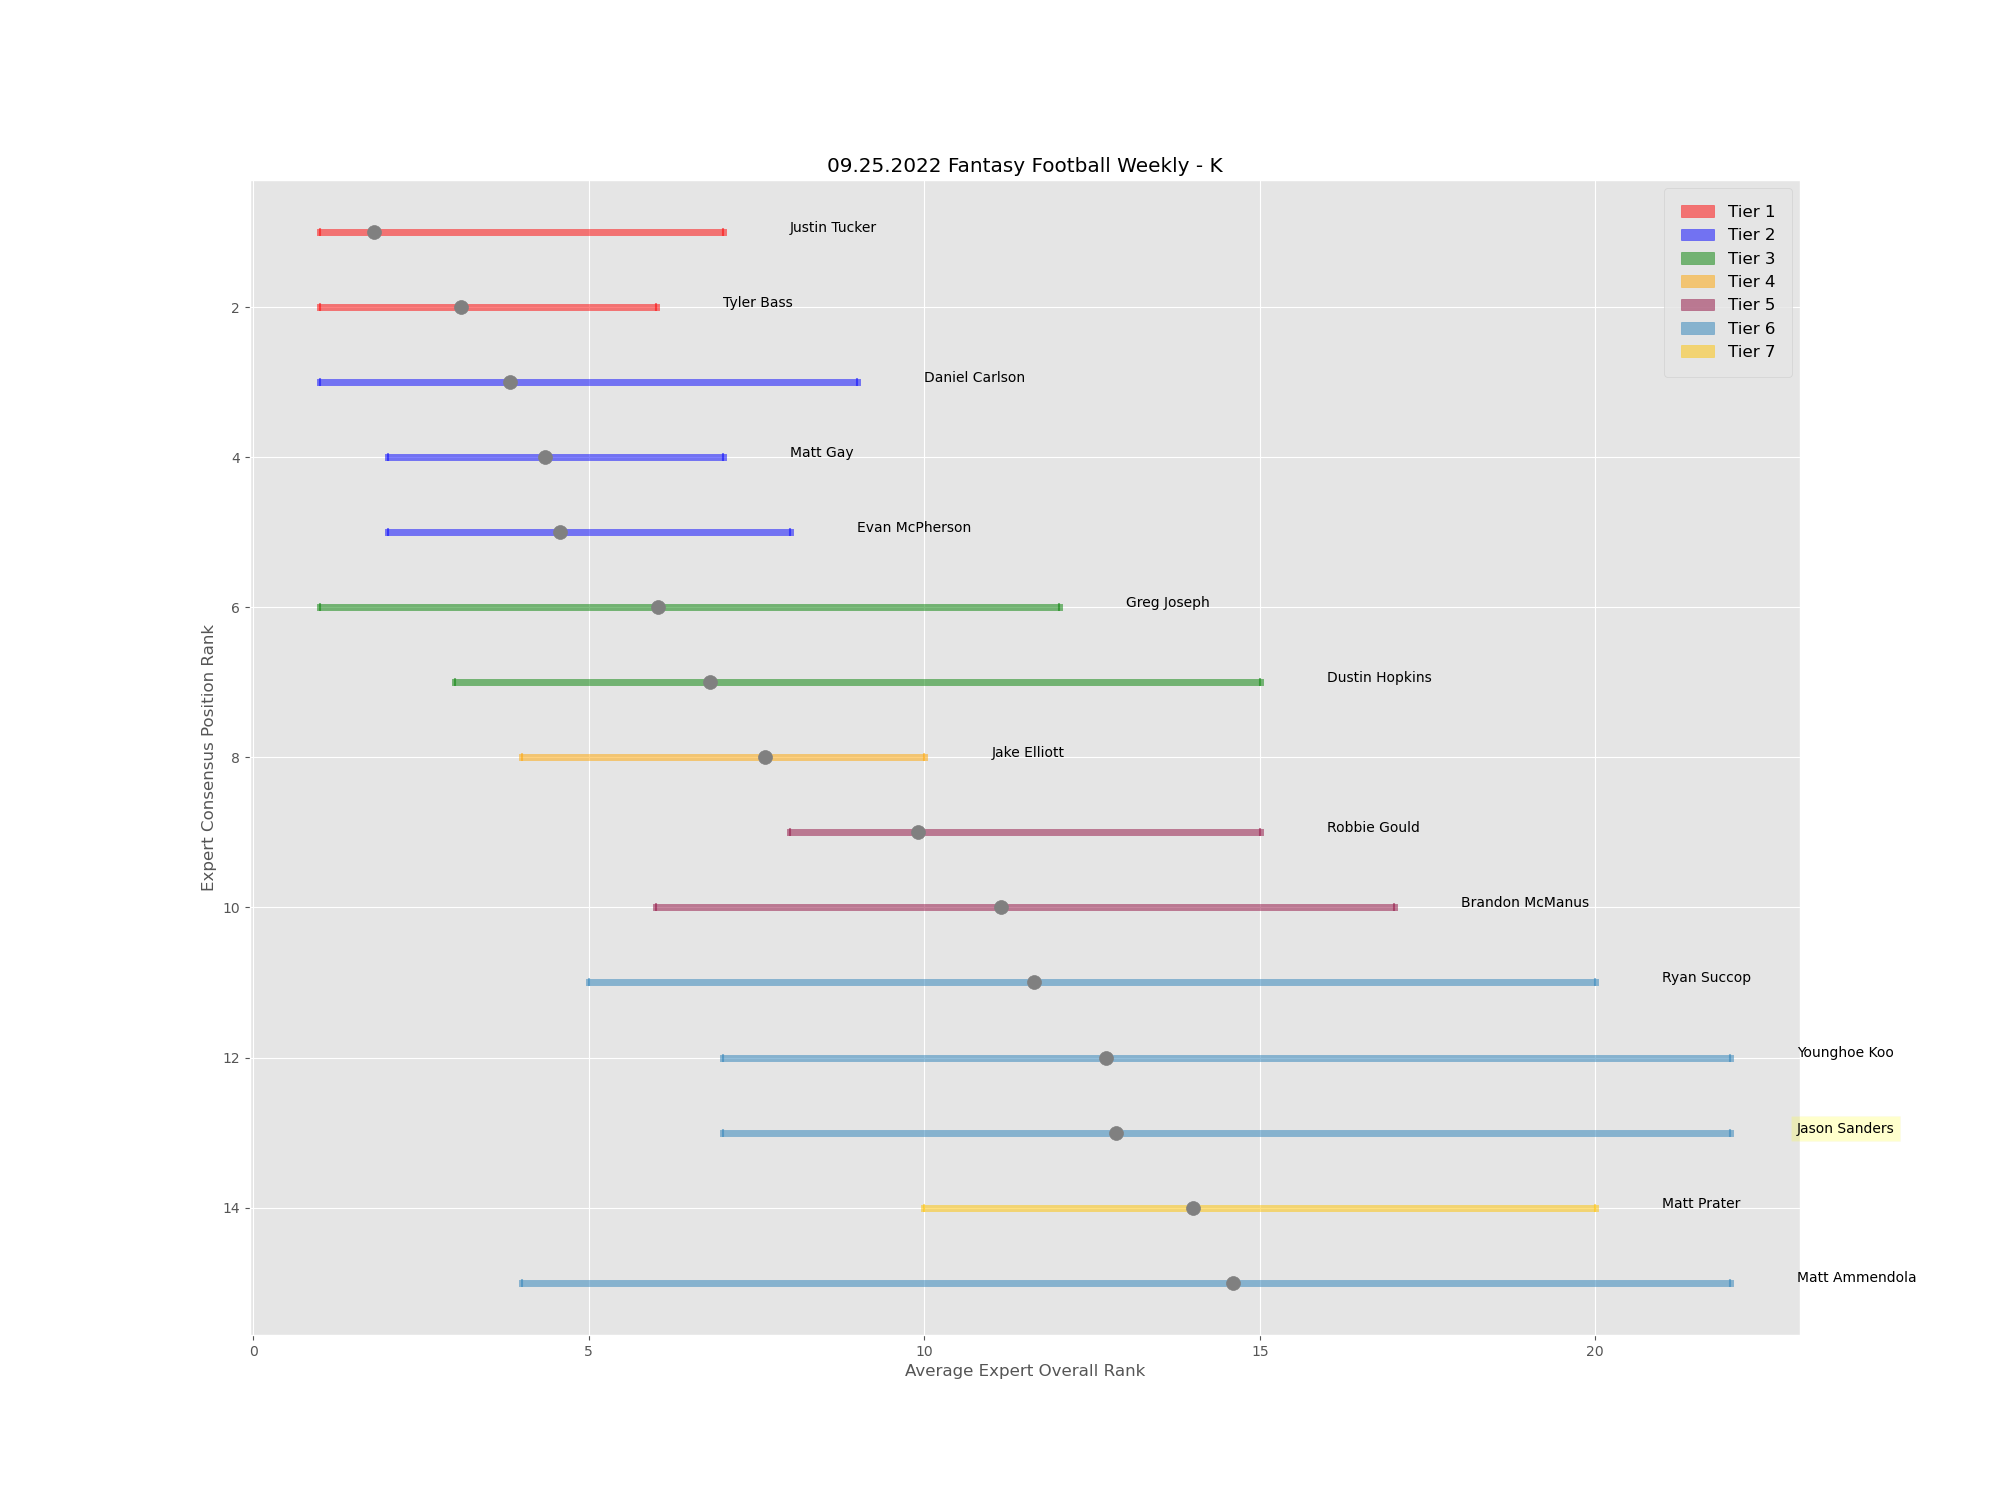 09.25.2022 Fantasy Football Weekly - K
Tier 1
Tier 2
Tier 3
Tier 4
Tier 5
Tier 6
Tier 7
Justin Tucker
2
Tyler Bass
Daniel Carlson
4
Matt Gay
Evan McPherson
6
Greg Joseph
Dustin Hopkins
8
Jake Elliott
Robbie Gould
10
Brandon McManus
Ryan Succop
12
Younghoe Koo
Jason Sanders
14
Matt Prater
Matt Ammendola
Expert Consensus Position Rank
0 5 10 15 20
Average Expert Overall Rank